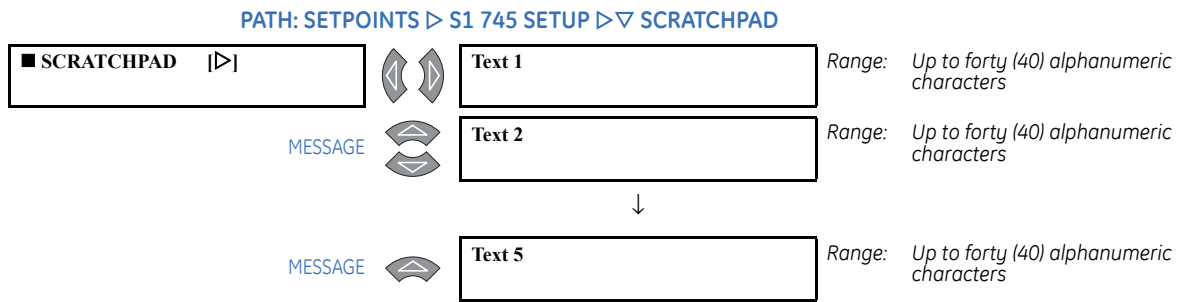 PATH: SETPOINTS ▷ S1 745 SETUP ▷▽ SCRATCHPAD
■ SCRATCHPAD [▷]
Text 1
Range: Up to forty (40) alphanumeric
characters
MESSAGE
Text 2
Range: Up to forty (40) alphanumeric
characters
↓
MESSAGE
Text 5
Range: Up to forty (40) alphanumeric
characters